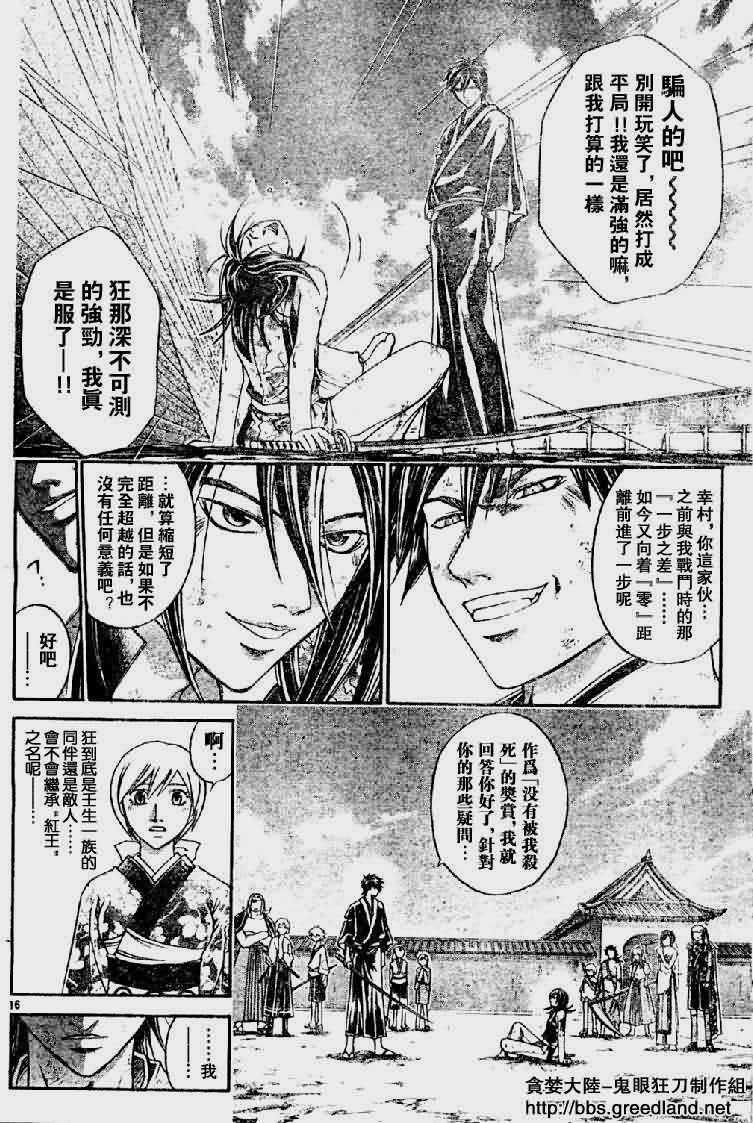 騙人的吧～～～～
別開玩笑了，居然打成
平局!!我還是滿強的嘛，
跟我打算的一樣
狂那深不可測
的強勁，我眞
是服了──!!
幸村，你這家伙…
之前與我戰鬥時的那
『一步之差』……
如今又向着『零』距
離前進了一步呢
…就算縮短了
距離，但是如果不
完全超越的話，也
沒有任何意義吧？
好吧
────
作爲「没有被我殺
死」的獎賞，我就
回答你好了，針對
你的那些疑問…
啊…
狂到底是壬生一族的
同伴還是敵人……
會不會繼承〝紅王〞
之名呢────
……我
16
貪婪大陸-鬼眼狂刀制作組
http://bbs.greedland.net